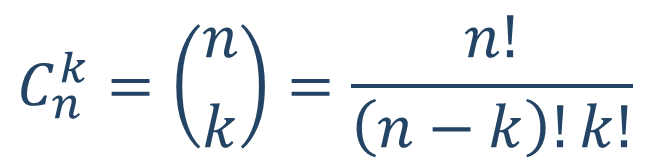 C_n^k = (n k) = n! / (n − k)! k!